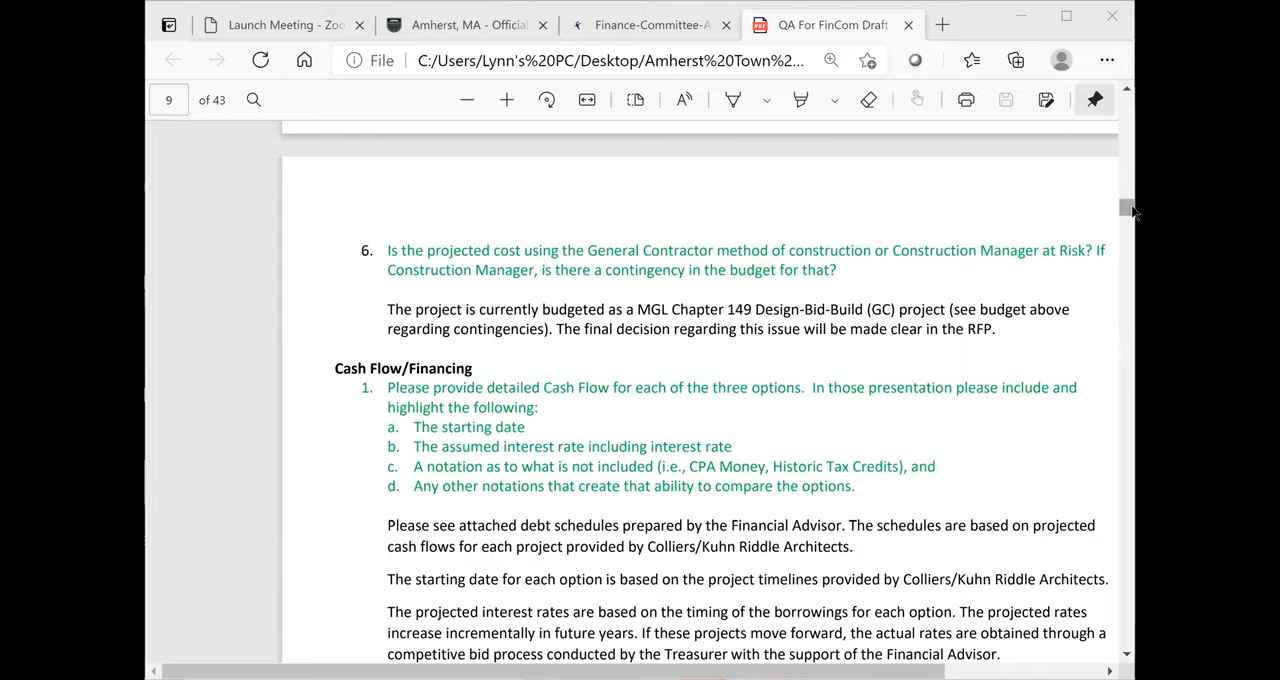 Launch Meeting - Zoo
Amherst, MA - Official
Finance-Committee-A
QA For FinCom Draft
File
C:/Users/Lynn's%20PC/Desktop/Amherst%20Town%2...
9 of 43
6. Is the projected cost using the General Contractor method of construction or Construction Manager at Risk? If
Construction Manager, is there a contingency in the budget for that?
The project is currently budgeted as a MGL Chapter 149 Design-Bid-Build (GC) project (see budget above
regarding contingencies). The final decision regarding this issue will be made clear in the RFP.
Cash Flow/Financing
1. Please provide detailed Cash Flow for each of the three options. In those presentation please include and
highlight the following:
a. The starting date
b. The assumed interest rate including interest rate
c. A notation as to what is not included (i.e., CPA Money, Historic Tax Credits), and
d. Any other notations that create that ability to compare the options.
Please see attached debt schedules prepared by the Financial Advisor. The schedules are based on projected
cash flows for each project provided by Colliers/Kuhn Riddle Architects.
The starting date for each option is based on the project timelines provided by Colliers/Kuhn Riddle Architects.
The projected interest rates are based on the timing of the borrowings for each option. The projected rates
increase incrementally in future years. If these projects move forward, the actual rates are obtained through a
competitive bid process conducted by the Treasurer with the support of the Financial Advisor.